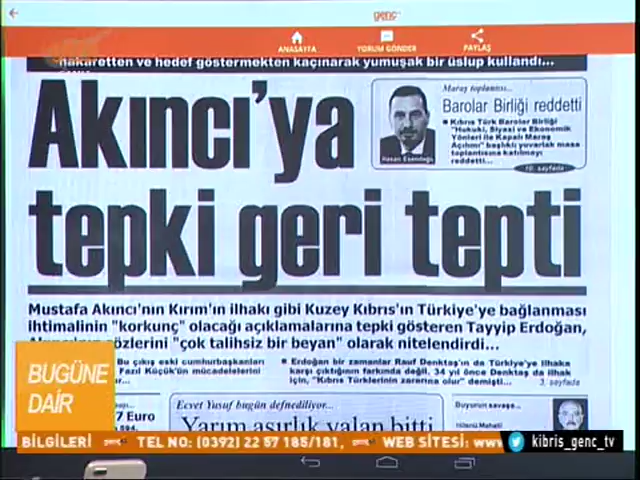 genç
ANASAYFA
YORUM GÖNDER
PAYLAŞ
hakaretten ve hedef göstermekten kaçınarak yumuşak bir üslup kullandı...
Akıncı'ya
tepki geri tepti
Maraş toplantısı...
Barolar Birliği reddetti
Kıbrıs Türk Barolar Birliği
"Hukuki, Siyasi ve Ekonomik
Yönleri ile Kapalı Maraş
Açılımı" başlıklı yuvarlak masa
toplantısına katılmayı
reddetti...
10. sayfada
Hasan Esendağlı
Mustafa Akıncı'nın Kırım'ın ilhakı gibi Kuzey Kıbrıs'ın Türkiye'ye bağlanması
ihtimalinin "korkunç" olacağı açıklamalarına tepki gösteren Tayyip Erdoğan,
Akıncı'nın sözlerini "çok talihsiz bir beyan" olarak nitelendirdi...
Bu çıkış eski cumhurbaşkanları
Fazıl Küçük'ün mücadelelerini
Erdoğan bir zamanlar Rauf Denktaş'ın da Türkiye'ye ilhaka
karşı çıktığının farkında değil. 34 yıl önce Denktaş da ilhak
için, "Kıbrıs Türklerinin zararına olur" demişti...
3. sayfada
7 Euro
594,
Ecvet Yusuf bugün defnediliyor...
Yarım asırlık yalan bitti
BUGÜNE
DAİR
BİLGİLERİ
TEL NO: (0392) 22 57 185/181,
WEB SİTESİ: www
kibris_genc_tv